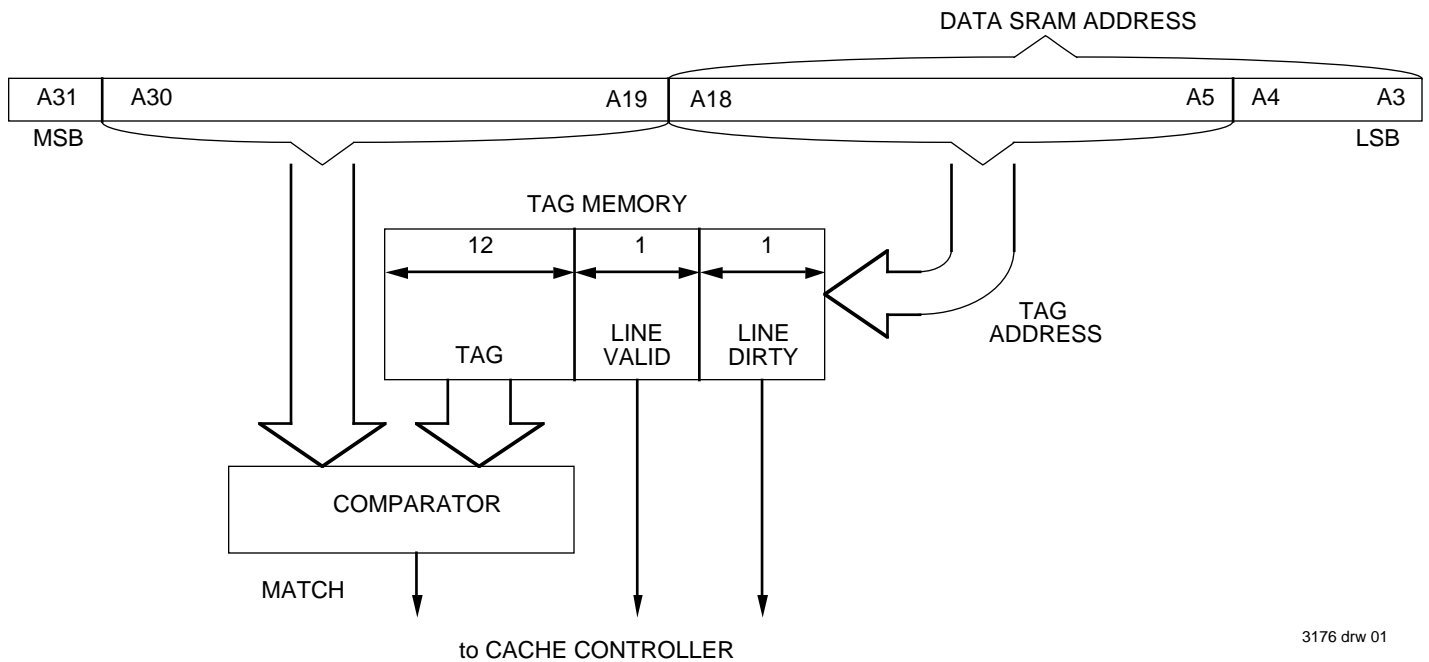 DATA SRAM ADDRESS
A31 A30 A19 A18 A5 A4 A3
MSB LSB
TAG MEMORY
12 1 1
TAG
LINE
VALID
LINE
DIRTY
TAG
ADDRESS
COMPARATOR
MATCH
to CACHE CONTROLLER
3176 drw 01